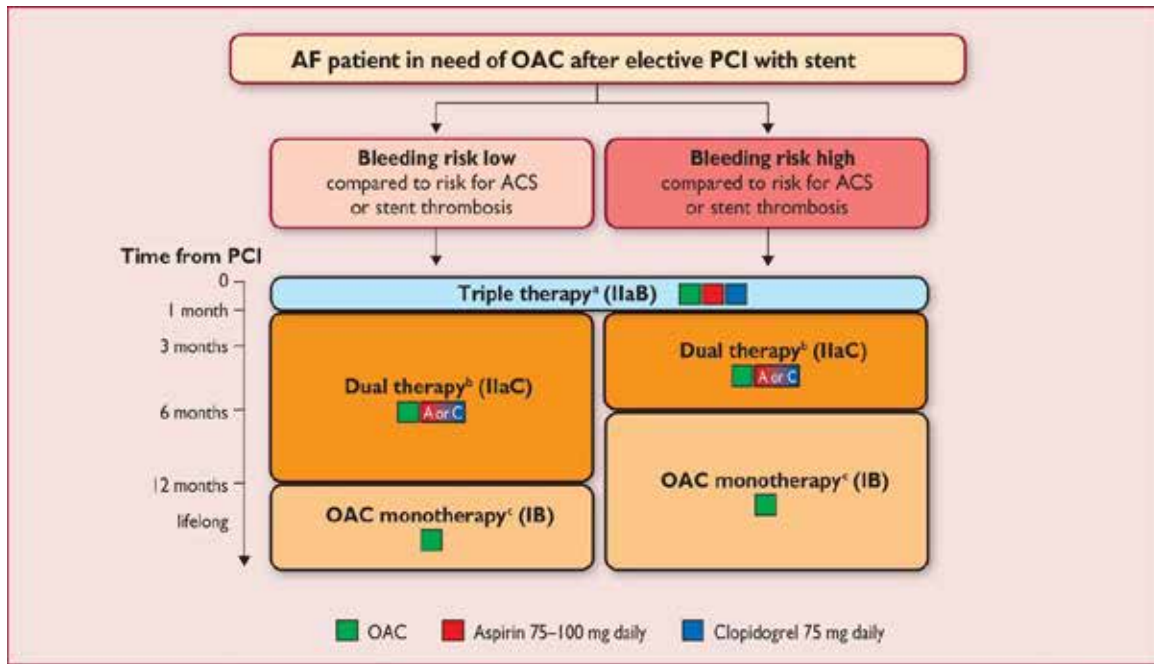 AF patient in need of OAC after elective PCI with stent
Bleeding risk low
compared to risk for ACS
or stent thrombosis
Bleeding risk high
compared to risk for ACS
or stent thrombosis
Time from PCI
0
1 month
3 months
6 months
12 months
lifelong
Triple therapyᵃ (IIaB)
Dual therapyᵇ (IIaC)
A or C
Dual therapyᵇ (IIaC)
A or C
OAC monotherapyᶜ (IB)
OAC monotherapyᶜ (IB)
OAC
Aspirin 75–100 mg daily
Clopidogrel 75 mg daily